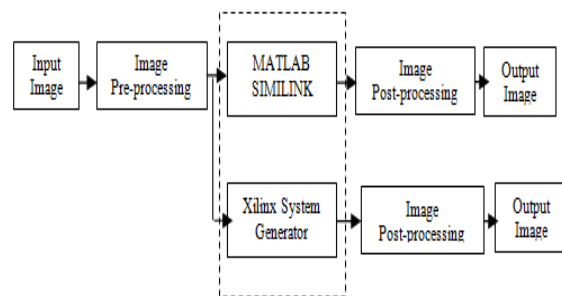 Input
Image
Image
Pre-processing
MATLAB
SIMILINK
Image
Post-processing
Output
Image
Xilinx System
Generator
Image
Post-processing
Output
Image